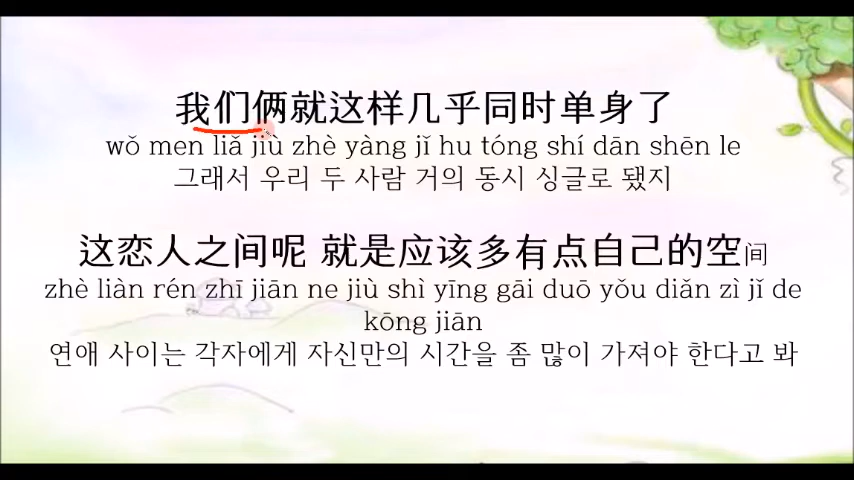 我们俩就这样几乎同时单身了
wǒ men liǎ jiù zhè yàng jǐ hu tóng shí dān shēn le
그래서 우리 두 사람 거의 동시 싱글로 됐지
这恋人之间呢 就是应该多有点自己的空间
zhè liàn rén zhī jiān ne jiù shì yīng gāi duō yǒu diǎn zì jǐ de
kōng jiān
연애 사이는 각자에게 자신만의 시간을 좀 많이 가져야 한다고 봐